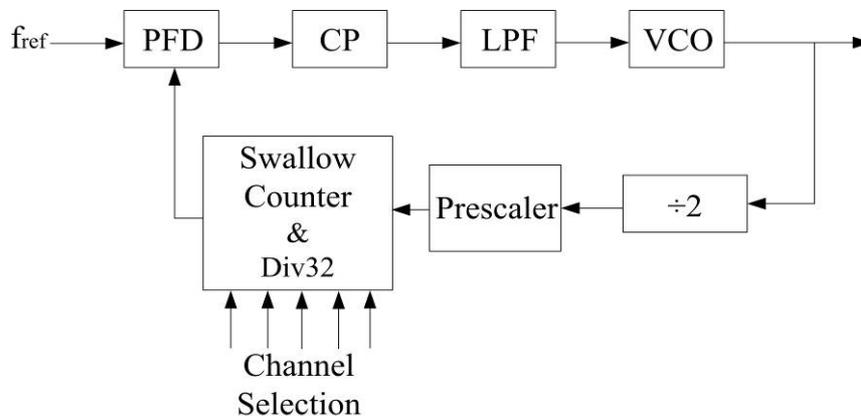 fref
PFD
CP
LPF
VCO
Swallow
Counter
&
Div32
Prescaler
÷2
Channel
Selection